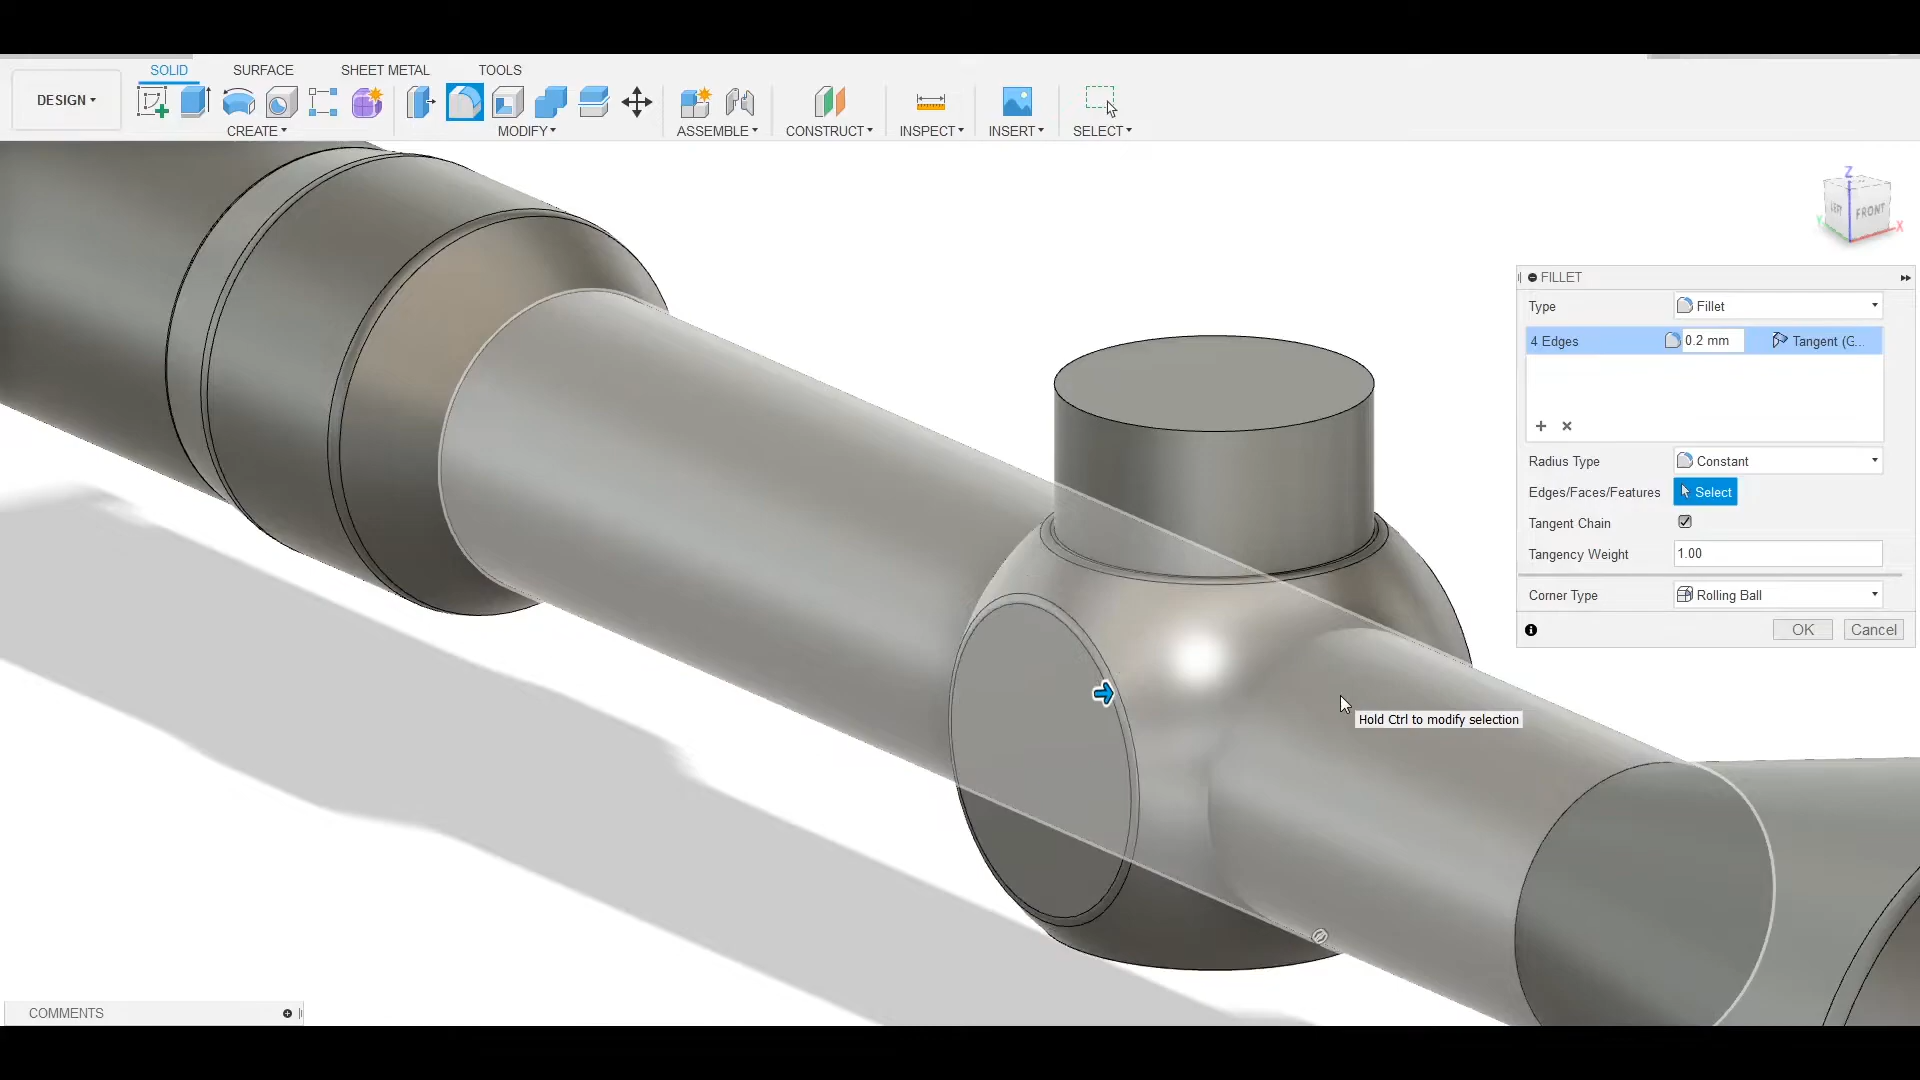 SOLID SURFACE SHEET METAL TOOLS
DESIGN
CREATE MODIFY ASSEMBLE CONSTRUCT INSPECT INSERT SELECT
Z
LEFT FRONT
Y X
FILLET
Type Fillet
4 Edges 0.2 mm Tangent (G...
Radius Type Constant
Edges/Faces/Features Select
Tangent Chain
Tangency Weight 1.00
Corner Type Rolling Ball
OK Cancel
Hold Ctrl to modify selection
COMMENTS